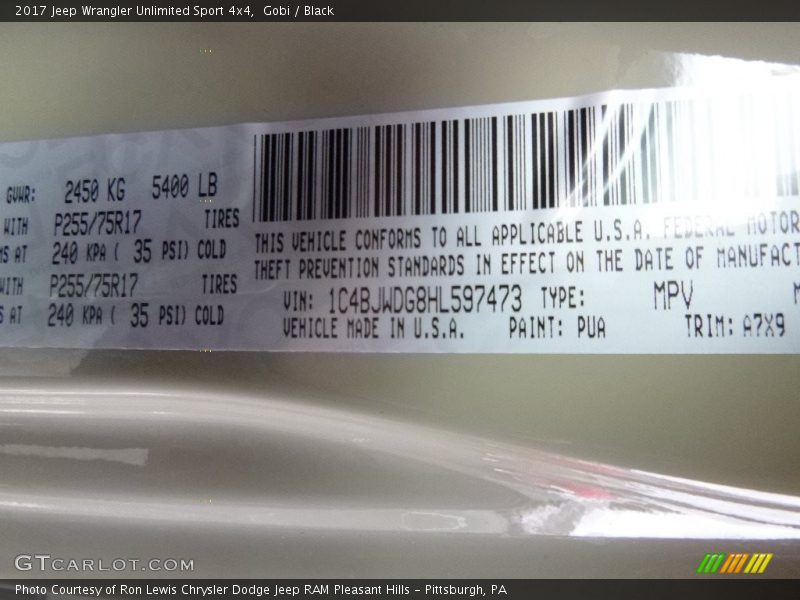 2017 Jeep Wrangler Unlimited Sport 4x4,  Gobi / Black
GVWR: 2450 KG 5400 LB
WITH P255/75R17 TIRES
AT 240 KPA ( 35 PSI) COLD
WITH P255/75R17 TIRES
AT 240 KPA ( 35 PSI) COLD
THIS VEHICLE CONFORMS TO ALL APPLICABLE U.S.A. FEDERAL MOTOR
THEFT PREVENTION STANDARDS IN EFFECT ON THE DATE OF MANUFACT
VIN: 1C4BJWDG8HL597473 TYPE: MPV
VEHICLE MADE IN U.S.A. PAINT: PUA TRIM: A7X9
GTCARLOT.COM
Photo Courtesy of Ron Lewis Chrysler Dodge Jeep RAM Pleasant Hills - Pittsburgh, PA